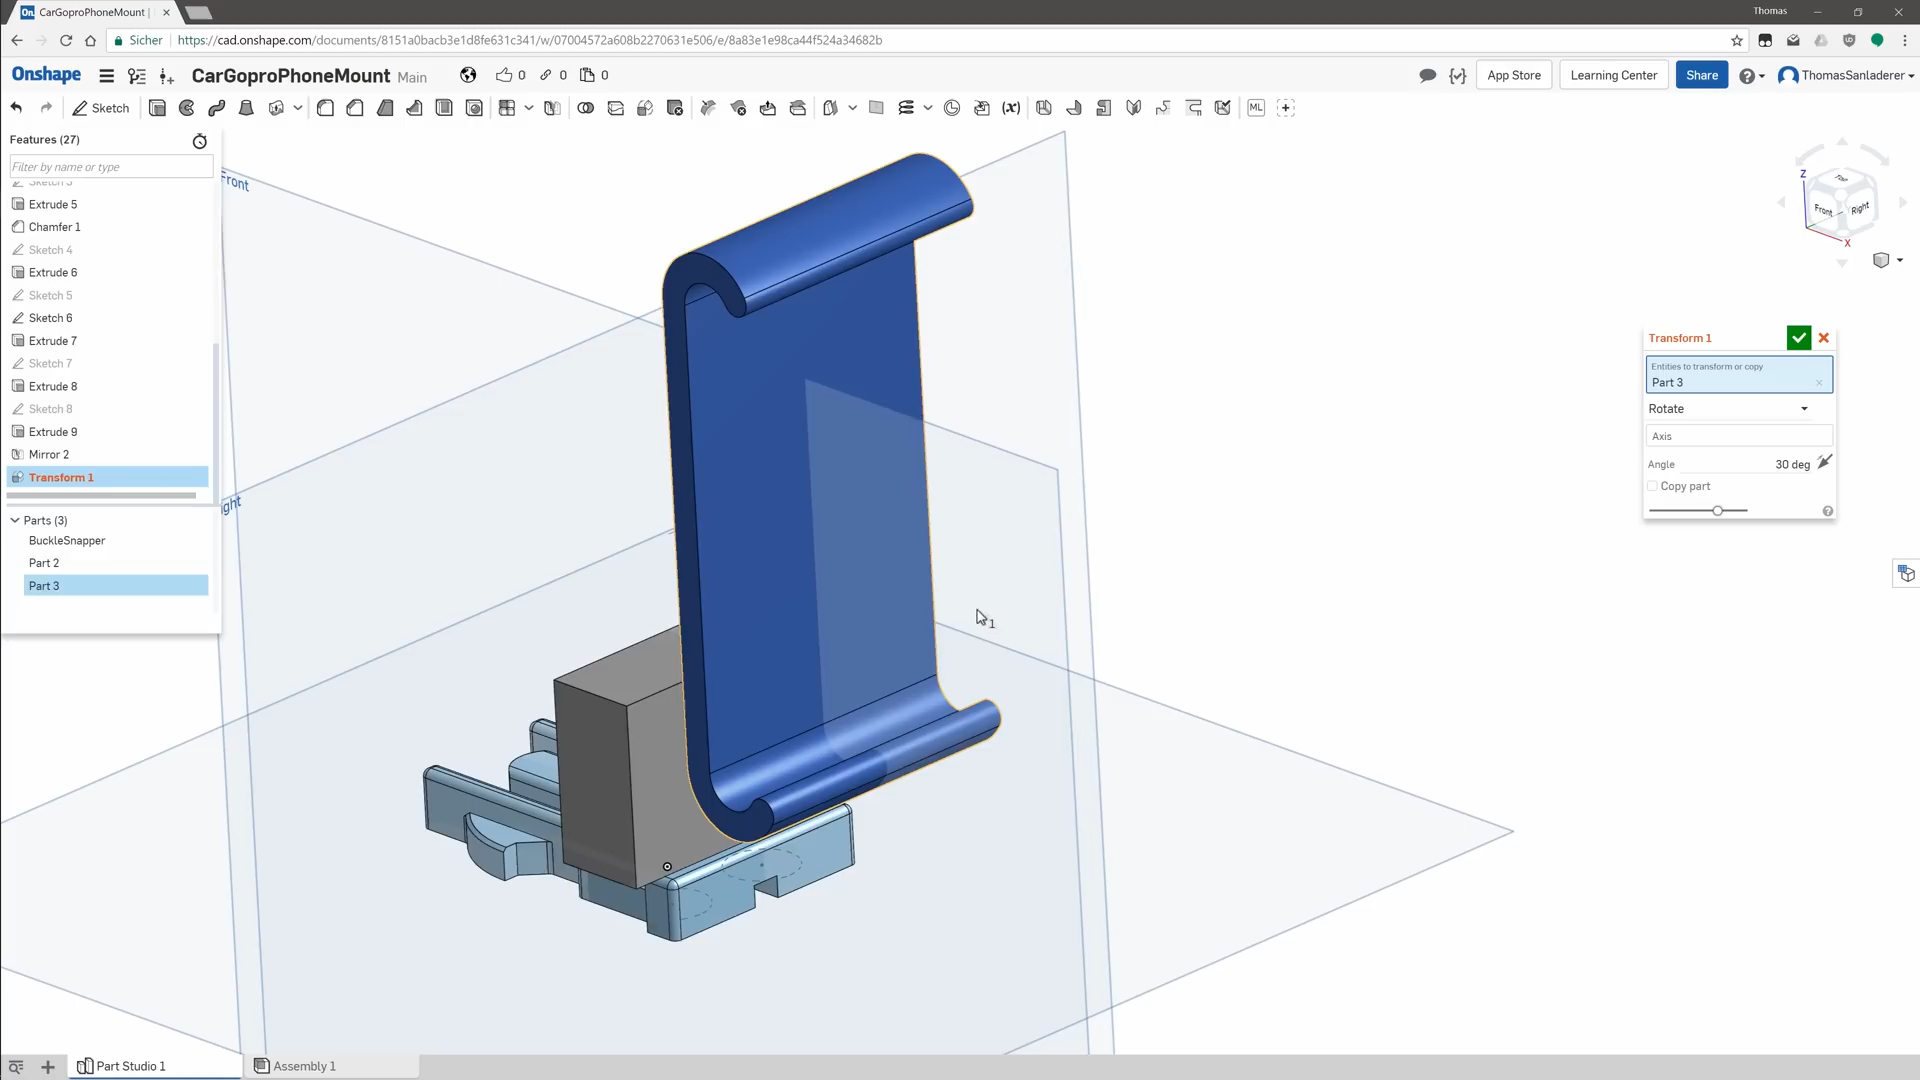 CarGoproPhoneMount |
Thomas
Sicher
https://cad.onshape.com/documents/8151a0bacb3e1d8fe631c341/w/07004572a608b2270631e506/e/8a83e1e98ca44f524a34682b
Onshape
CarGoproPhoneMount Main
0
0
0
App Store
Learning Center
Share
ThomasSanladerer
Sketch
(x)
ML
Features (27)
Filter by name or type
Extrude 5
Chamfer 1
Sketch 4
Extrude 6
Sketch 5
Sketch 6
Extrude 7
Sketch 7
Extrude 8
Sketch 8
Extrude 9
Mirror 2
Transform 1
Parts (3)
BuckleSnapper
Part 2
Part 3
Front
ight
1
Z
Top
Front
Right
X
Transform 1
Entities to transform or copy
Part 3
Rotate
Axis
Angle 30 deg
Copy part
Part Studio 1
Assembly 1